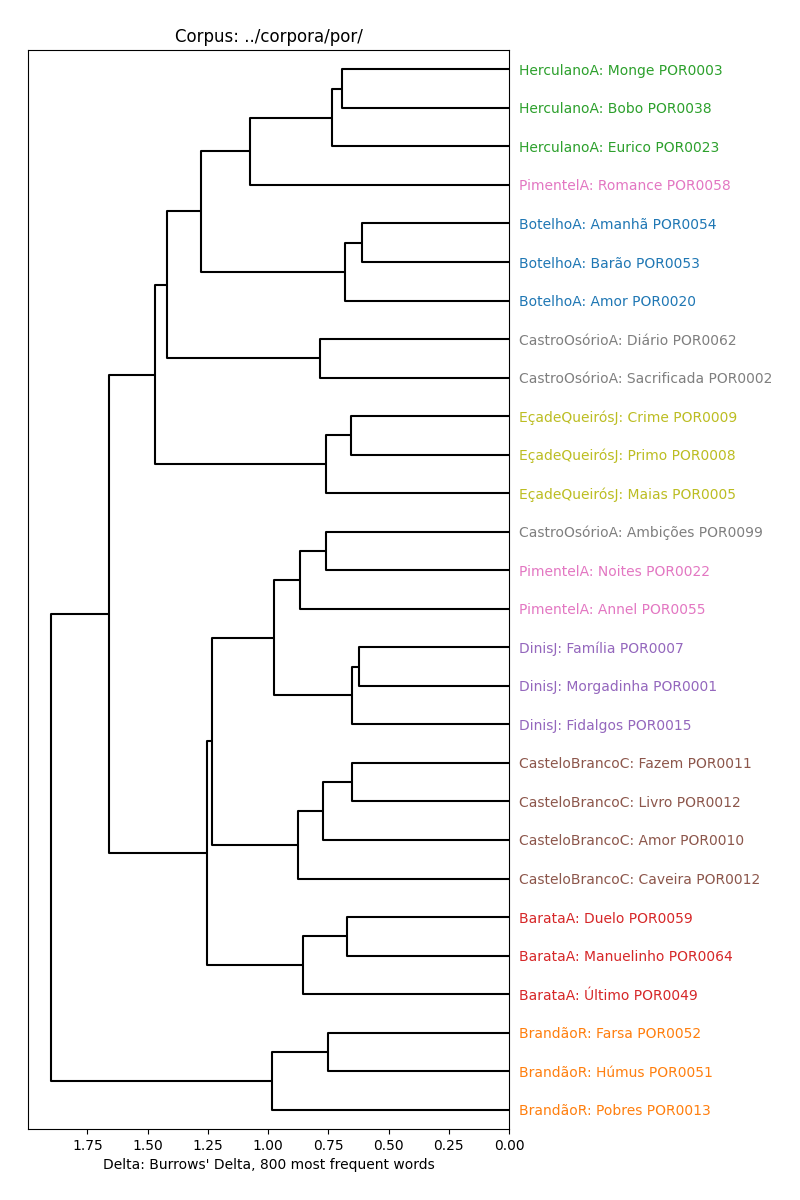 Corpus: ../corpora/por/
HerculanoA: Monge POR0003
HerculanoA: Bobo POR0038
HerculanoA: Eurico POR0023
PimentelA: Romance POR0058
BotelhoA: Amanhã POR0054
BotelhoA: Barão POR0053
BotelhoA: Amor POR0020
CastroOsórioA: Diário POR0062
CastroOsórioA: Sacrificada POR0002
EçadeQueirósJ: Crime POR0009
EçadeQueirósJ: Primo POR0008
EçadeQueirósJ: Maias POR0005
CastroOsórioA: Ambições POR0099
PimentelA: Noites POR0022
PimentelA: Annel POR0055
DinisJ: Família POR0007
DinisJ: Morgadinha POR0001
DinisJ: Fidalgos POR0015
CasteloBrancoC: Fazem POR0011
CasteloBrancoC: Livro POR0012
CasteloBrancoC: Amor POR0010
CasteloBrancoC: Caveira POR0012
BarataA: Duelo POR0059
BarataA: Manuelinho POR0064
BarataA: Último POR0049
BrandãoR: Farsa POR0052
BrandãoR: Húmus POR0051
BrandãoR: Pobres POR0013
1.75 1.50 1.25 1.00 0.75 0.50 0.25 0.00
Delta: Burrows' Delta, 800 most frequent words